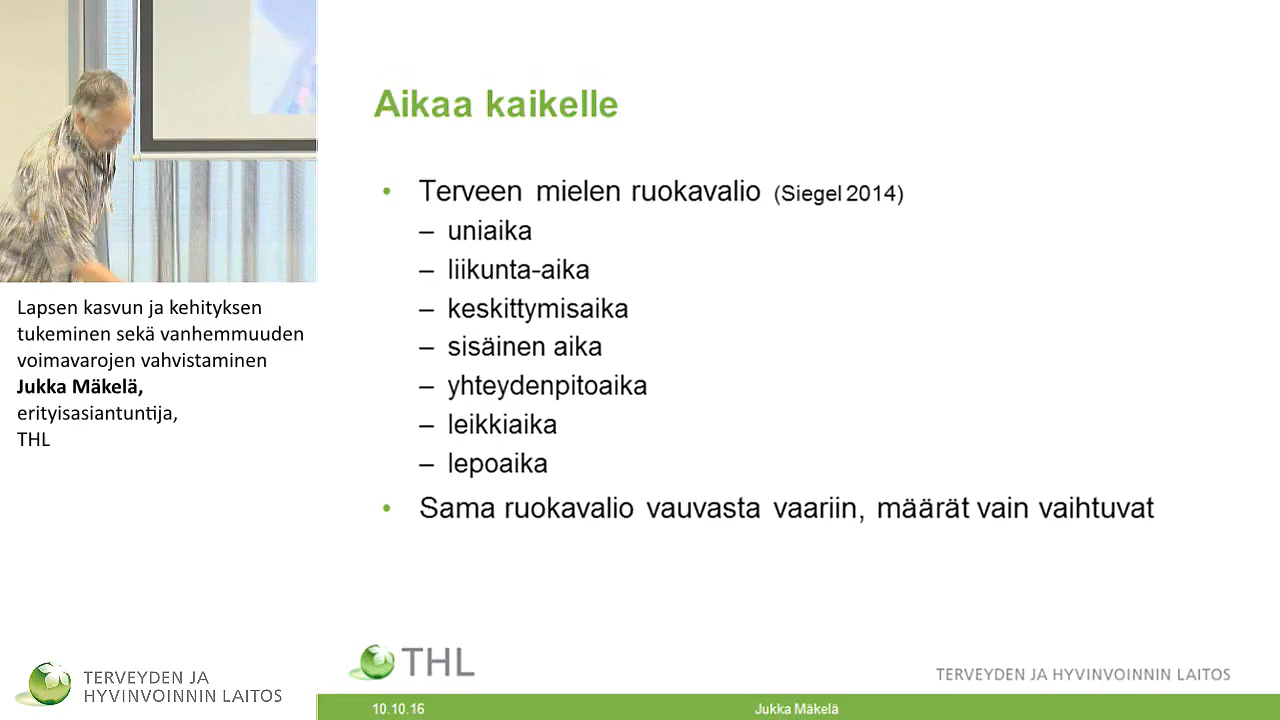 Aikaa kaikelle
• Terveen mielen ruokavalio (Siegel 2014)
– uniaika
– liikunta-aika
– keskittymisaika
– sisäinen aika
– yhteydenpitoaika
– leikkiaika
– lepoaika
• Sama ruokavalio vauvasta vaariin, määrät vain vaihtuvat
Lapsen kasvun ja kehityksen
tukeminen sekä vanhemmuuden
voimavarojen vahvistaminen
Jukka Mäkelä,
erityisasiantuntija,
THL
TERVEYDEN JA
HYVINVOINNIN LAITOS
THL
TERVEYDEN JA HYVINVOINNIN LAITOS
10.10.16
Jukka Mäkelä